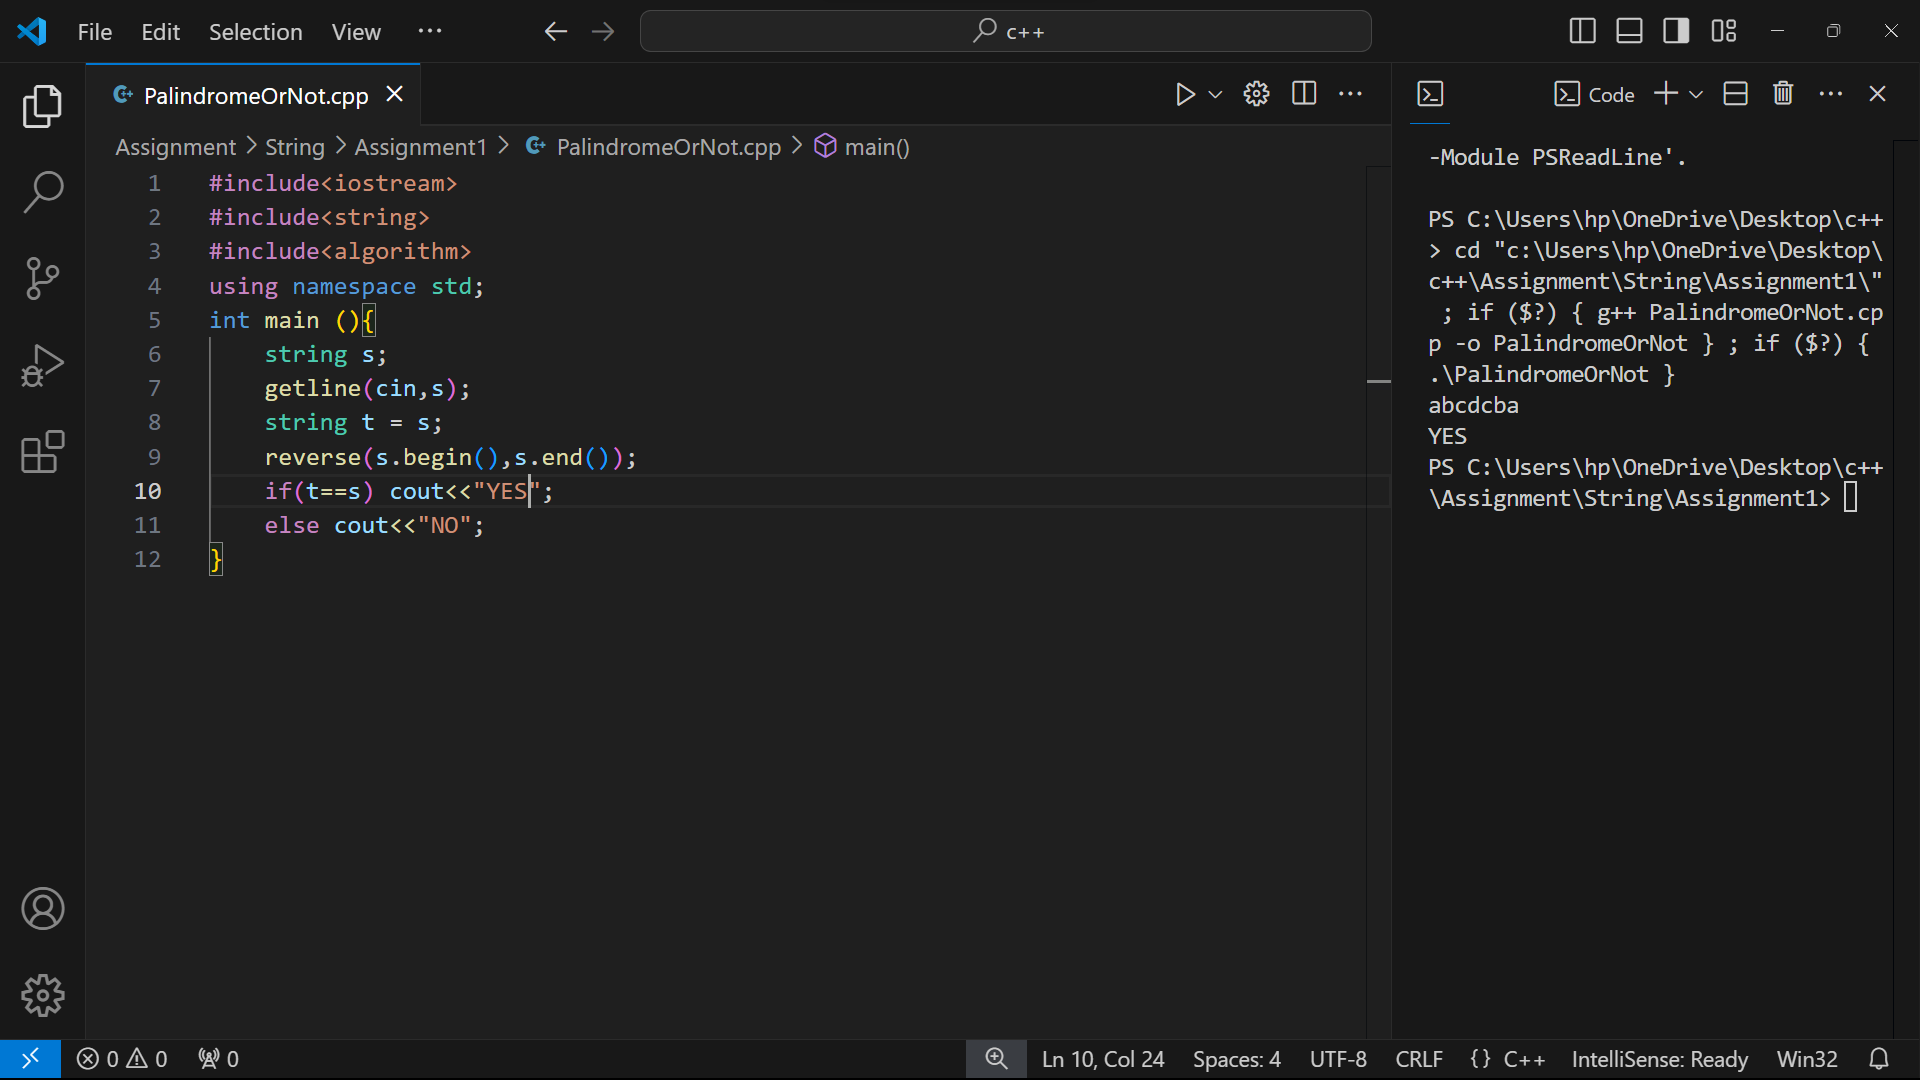 File Edit Selection View ··· c++
PalindromeOrNot.cpp
Assignment > String > Assignment1 > PalindromeOrNot.cpp > main()
1 #include<iostream>
2 #include<string>
3 #include<algorithm>
4 using namespace std;
5 int main (){
6     string s;
7     getline(cin,s);
8     string t = s;
9     reverse(s.begin(),s.end());
10     if(t==s) cout<<"YES";
11     else cout<<"NO";
12 }
Code
-Module PSReadLine'.
PS C:\Users\hp\OneDrive\Desktop\c++
> cd "c:\Users\hp\OneDrive\Desktop\
c++\Assignment\String\Assignment1\"
 ; if ($?) { g++ PalindromeOrNot.cp
p -o PalindromeOrNot } ; if ($?) {
.\PalindromeOrNot }
abcdcba
YES
PS C:\Users\hp\OneDrive\Desktop\c++
\Assignment\String\Assignment1>
0 0 0 Ln 10, Col 24 Spaces: 4 UTF-8 CRLF {} C++ IntelliSense: Ready Win32